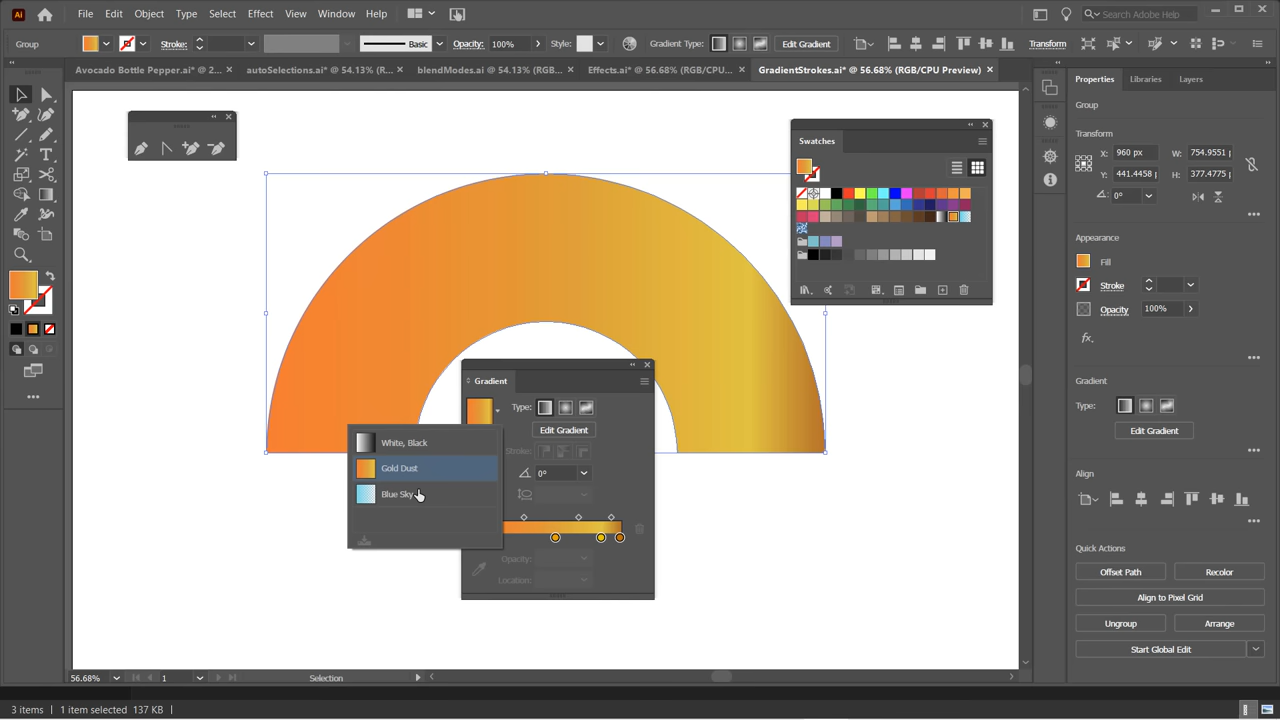 Ai File Edit Object Type Select Effect View Window Help Search Adobe Help
Group Stroke: Basic Opacity: 100% Style: Gradient Type: Edit Gradient Transform
Avocado Bottle Pepper.ai* @ 2... × autoSelections.ai* @ 54.13% (R... × blendModes.ai* @ 54.13% (RGB... × Effects.ai* @ 56.68% (RGB/CPU... × GradientStrokes.ai* @ 56.68% (RGB/CPU Preview) ×
Properties Libraries Layers
Group
Transform
X: 960 px W: 754.9551
Y: 441.4458 H: 377.4775
0°
Appearance
Fill
Stroke
Opacity 100%
fx.
Gradient
Type:
Edit Gradient
Align
Quick Actions
Offset Path Recolor
Align to Pixel Grid
Ungroup Arrange
Start Global Edit
Swatches
Gradient
Type:
Edit Gradient
Stroke:
0°
Opacity:
Location:
White, Black
Gold Dust
Blue Sky
56.68% 1 Selection
40 items 1 item selected 137 KB